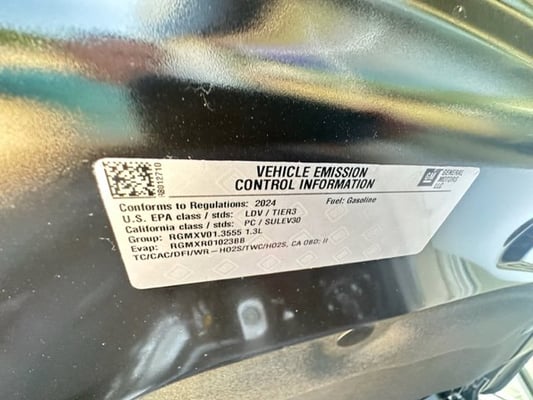 VEHICLE EMISSION
CONTROL INFORMATION
GM
GENERAL
MOTORS
LLC
Conforms to Regulations: 2024
Fuel: Gasoline
U.S. EPA class / stds: LDV / TIER3
California class / stds: PC / SULEV30
Group: RGMXV01.3555 1.3L
Evap: RGMXR0102388
TC/CAC/DFI/WR-HO2S/TWC/HO2S, CA OBD: II